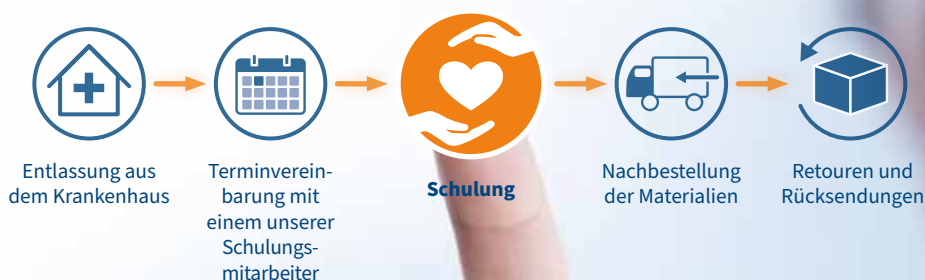 Entlassung aus
dem Krankenhaus
Terminverein-
barung mit
einem unserer
Schulungs-
mitarbeiter
Schulung
Nachbestellung
der Materialien
Retouren und
Rücksendungen